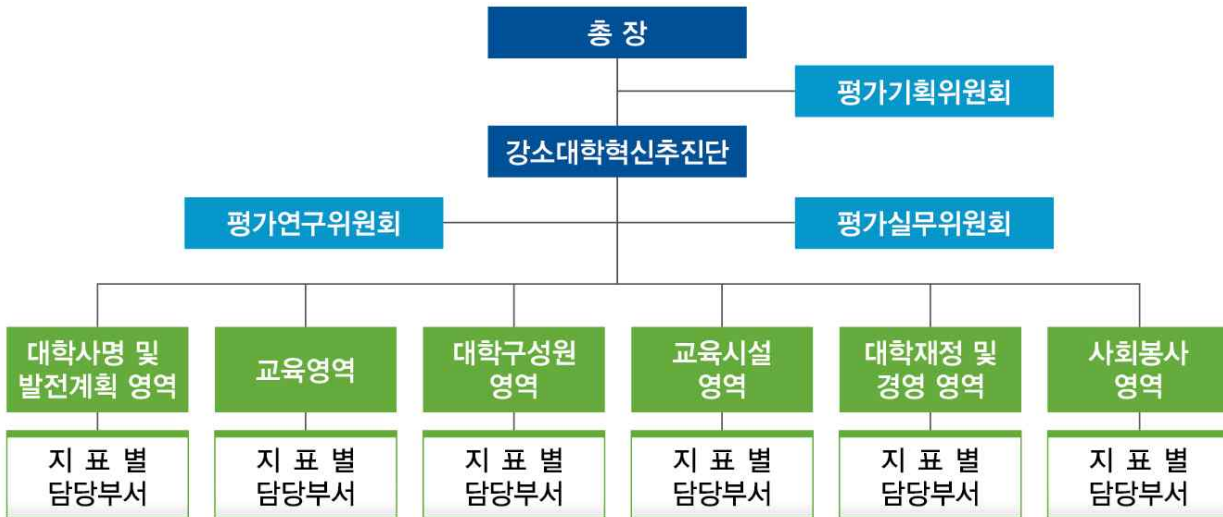 총 장
평가기획위원회
강소대학혁신추진단
평가연구위원회
평가실무위원회
대학사명 및
발전계획 영역
교육영역
대학구성원
영역
교육시설
영역
대학재정 및
경영 영역
사회봉사
영역
지 표 별
담당부서
지 표 별
담당부서
지 표 별
담당부서
지 표 별
담당부서
지 표 별
담당부서
지 표 별
담당부서